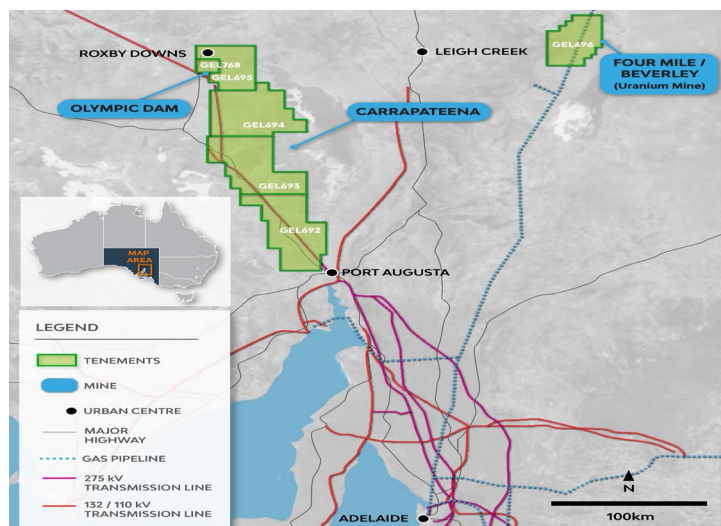 ROXBY DOWNS
LEIGH CREEK
GEL696
GEL768
GEL695
FOUR MILE /
BEVERLEY
(Uranium Mine)
OLYMPIC DAM
CARRAPATEENA
GEL694
GEL693
GEL692
MAP
AREA
PORT AUGUSTA
LEGEND
TENEMENTS
MINE
URBAN CENTRE
MAJOR
HIGHWAY
GAS PIPELINE
275 kV
TRANSMISSION LINE
132 / 110 kV
TRANSMISSION LINE
ADELAIDE
N
100km